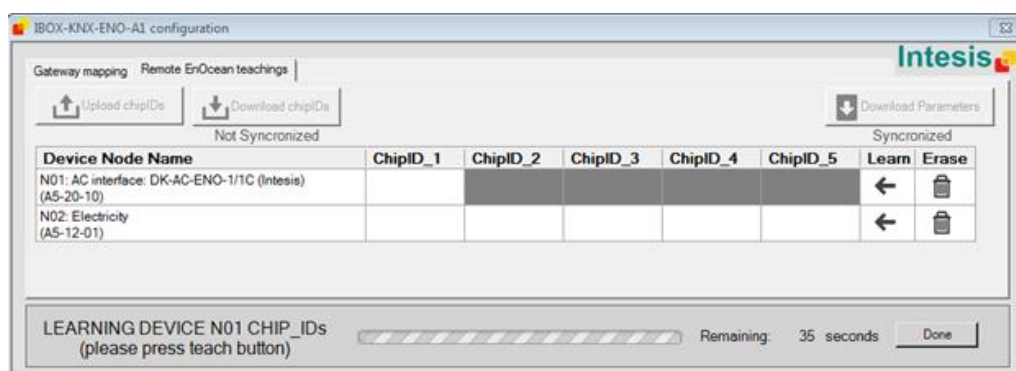 IBOX-KNX-ENO-A1 configuration
Intesis
Gateway mapping Remote EnOcean teachings
Upload chipIDs Download chipIDs Download Parameters
Not Syncronized Syncronized
Device Node Name ChipID_1 ChipID_2 ChipID_3 ChipID_4 ChipID_5 Learn Erase
N01: AC interface: DK-AC-ENO-1/1C (Intesis)
(A5-20-10)
N02: Electricity
(A5-12-01)
LEARNING DEVICE N01 CHIP_IDs
(please press teach button)
Remaining: 35 seconds Done